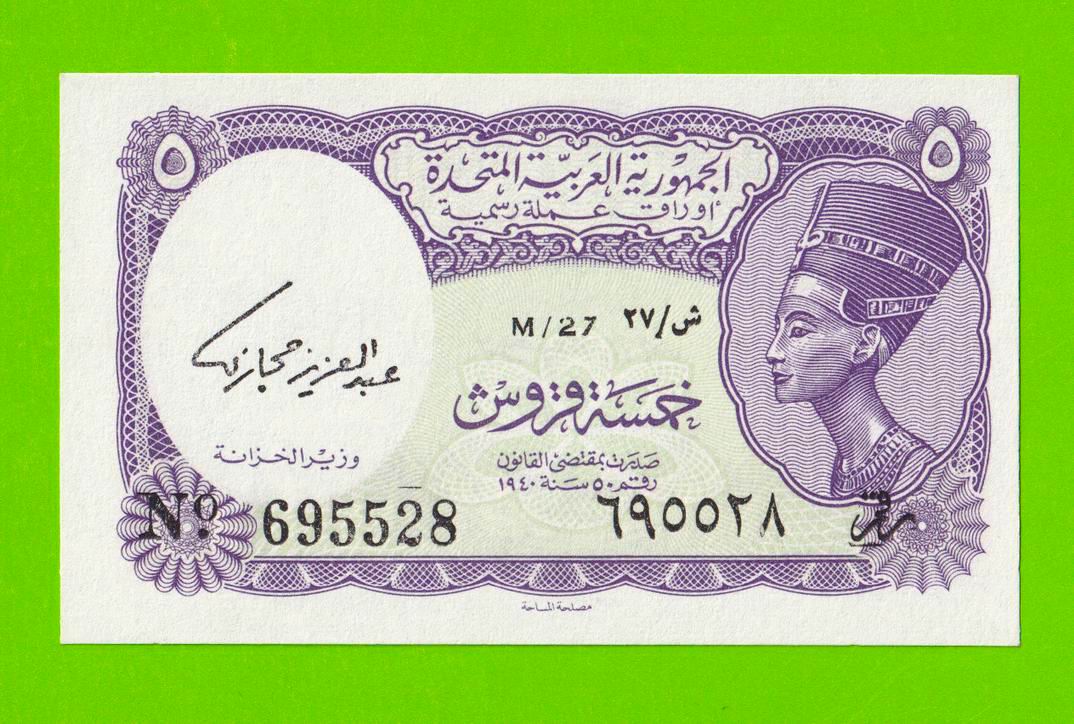 ٥ ٥
الجمهورية العربية المتحدة
أوراق عملة رسمية
M/27 ش/٢٧
عبد العزيز حجازى
خمسة قروش
وزير الخزانة
صدرت بمقتضى القانون
رقم ٥٠ سنة ١٩٤٠
Nº 695528 ٦٩٥٥٢٨ رقم
مصلحة المساحة